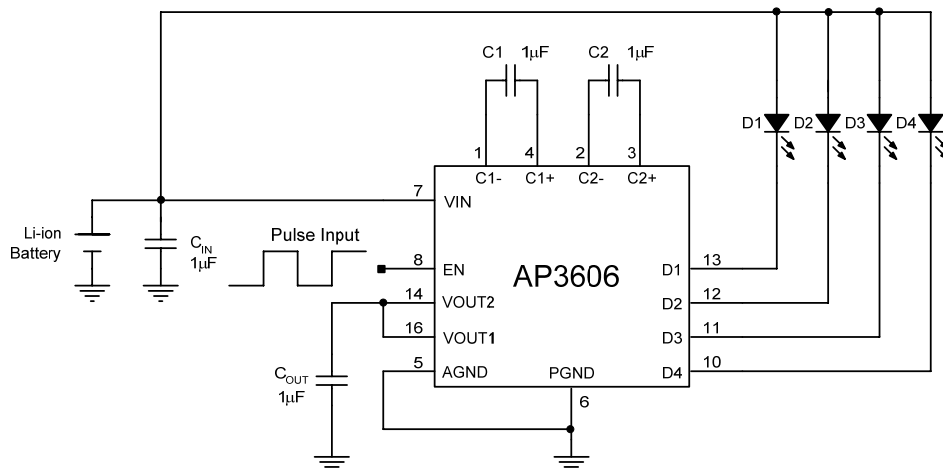 C1 1μF
C2 1μF
D1 D2 D3 D4
1 4 2 3
C1- C1+ C2- C2+
7 VIN
Li-ion
Battery
CIN
1μF
Pulse Input
8 EN
AP3606
D1 13
14 VOUT2
D2 12
16 VOUT1
D3 11
5 AGND
PGND
D4 10
6
COUT
1μF